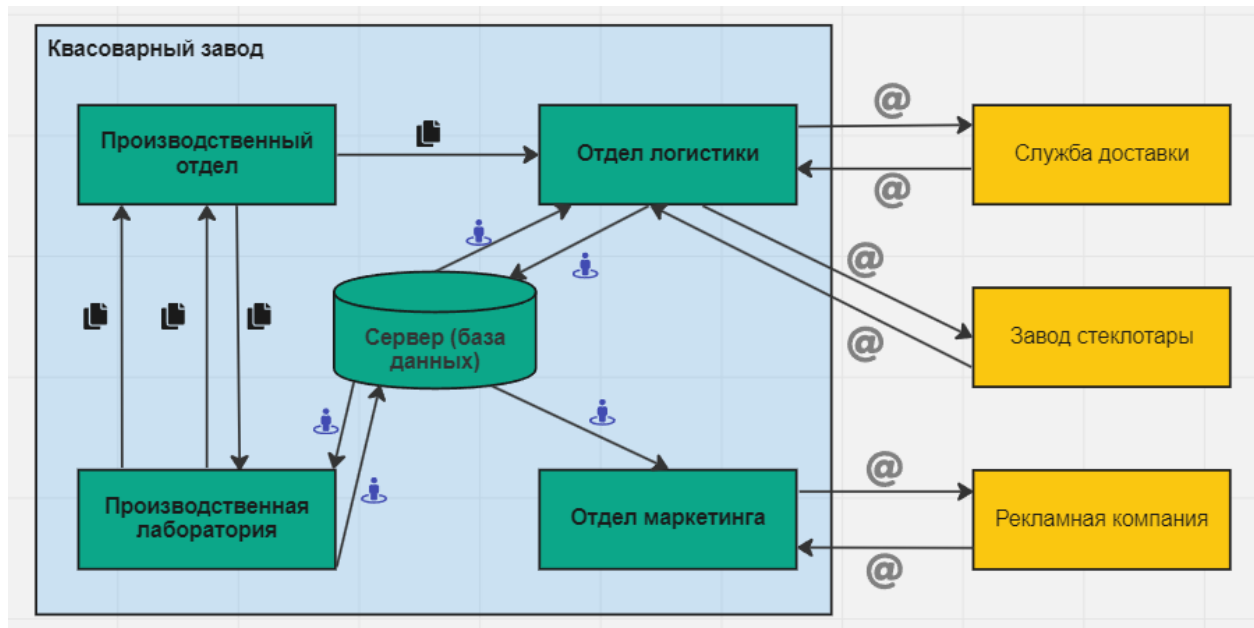 Квасоварный завод
Производственный
отдел
Отдел логистики
@
Служба доставки
@
@
Завод стеклотары
@
Сервер (база
данных)
Производственная
лаборатория
Отдел маркетинга
@
Рекламная компания
@